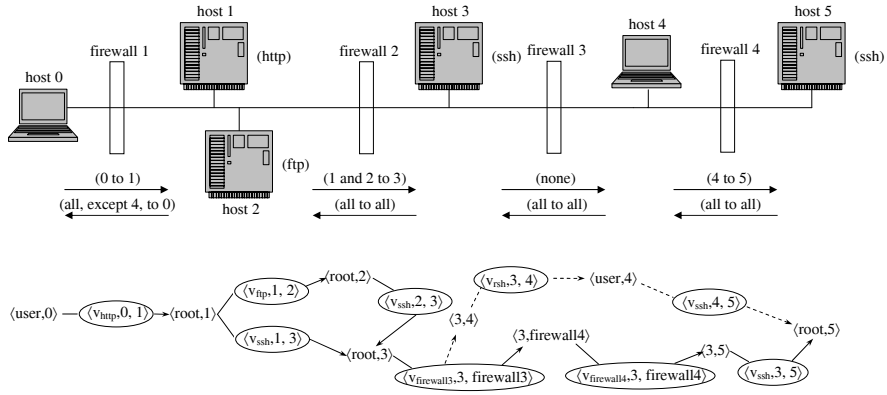 host 1
host 3
host 4
host 5
firewall 1
firewall 2
firewall 3
firewall 4
host 0
(http)
(ssh)
(ssh)
(ftp)
host 2
(0 to 1)
(1 and 2 to 3)
(none)
(4 to 5)
(all, except 4, to 0)
(all to all)
(all to all)
(all to all)
⟨root,2⟩
⟨v_rsh,3, 4⟩
⟨user,4⟩
⟨v_ftp,1, 2⟩
⟨v_ssh,2, 3⟩
⟨v_ssh,4, 5⟩
⟨user,0⟩
⟨v_http,0, 1⟩
⟨root,1⟩
⟨3,4⟩
⟨root,5⟩
⟨v_ssh,1, 3⟩
⟨3,firewall4⟩
⟨root,3⟩
⟨3,5⟩
⟨v_firewall3,3, firewall3⟩
⟨v_firewall4,3, firewall4⟩
⟨v_ssh,3, 5⟩